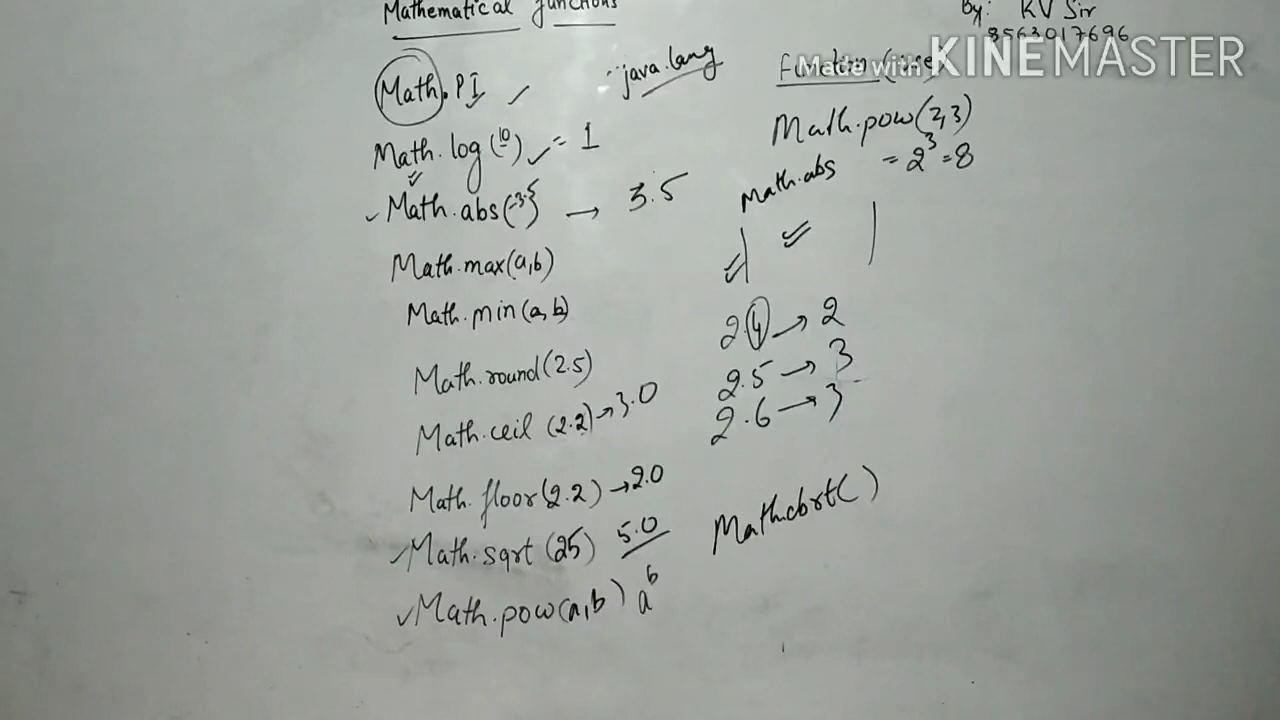 Mathematical functions
By: KV Sir
8563017696
Made with KINEMASTER
Math.PI
java.lang
Function
Math.log(10) = 1
Math.pow(2,3)
= 2³ = 8
Math.abs(-3.5) → 3.5
Math.abs
Math.max(a,b)
Math.min(a,b)
2.4 → 2
Math.round(2.5)
2.5 → 3
2.6 → 3
Math.ceil (2.2) → 3.0
Math.floor(2.2) → 2.0
Math.sqrt (25) 5.0
Math.cbrt( )
Math.pow(a,b) aᵇ